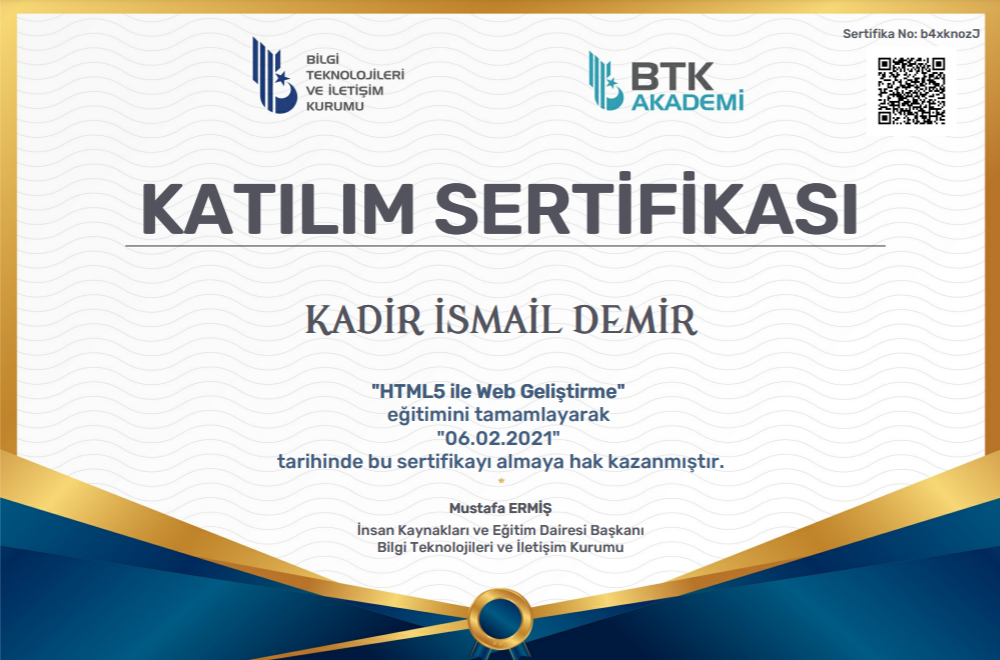 Sertifika No: b4xknozJ
BİLGİ
TEKNOLOJİLERİ
VE İLETİŞİM
KURUMU
BTK
AKADEMİ
KATILIM SERTİFİKASI
KADİR İSMAİL DEMİR
"HTML5 ile Web Geliştirme"
eğitimini tamamlayarak
"06.02.2021"
tarihinde bu sertifikayı almaya hak kazanmıştır.
Mustafa ERMİŞ
İnsan Kaynakları ve Eğitim Dairesi Başkanı
Bilgi Teknolojileri ve İletişim Kurumu